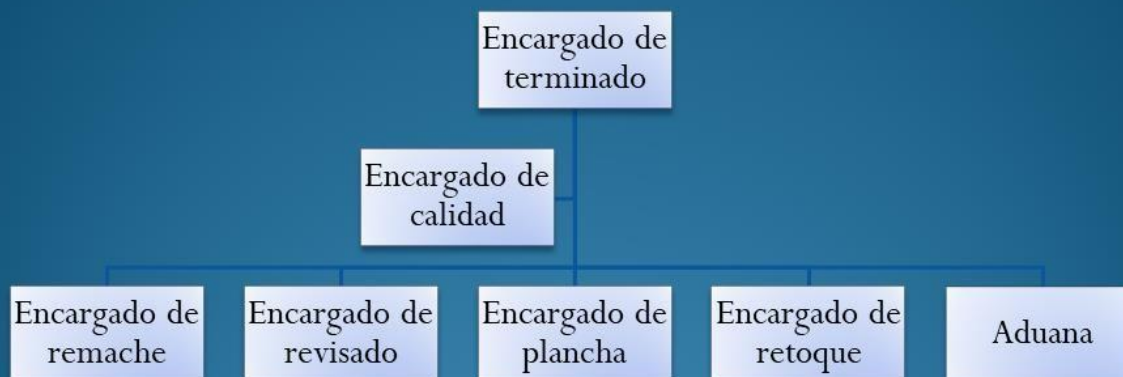 Encargado de
terminado
Encargado de
calidad
Encargado de
remache
Encargado de
revisado
Encargado de
plancha
Encargado de
retoque
Aduana